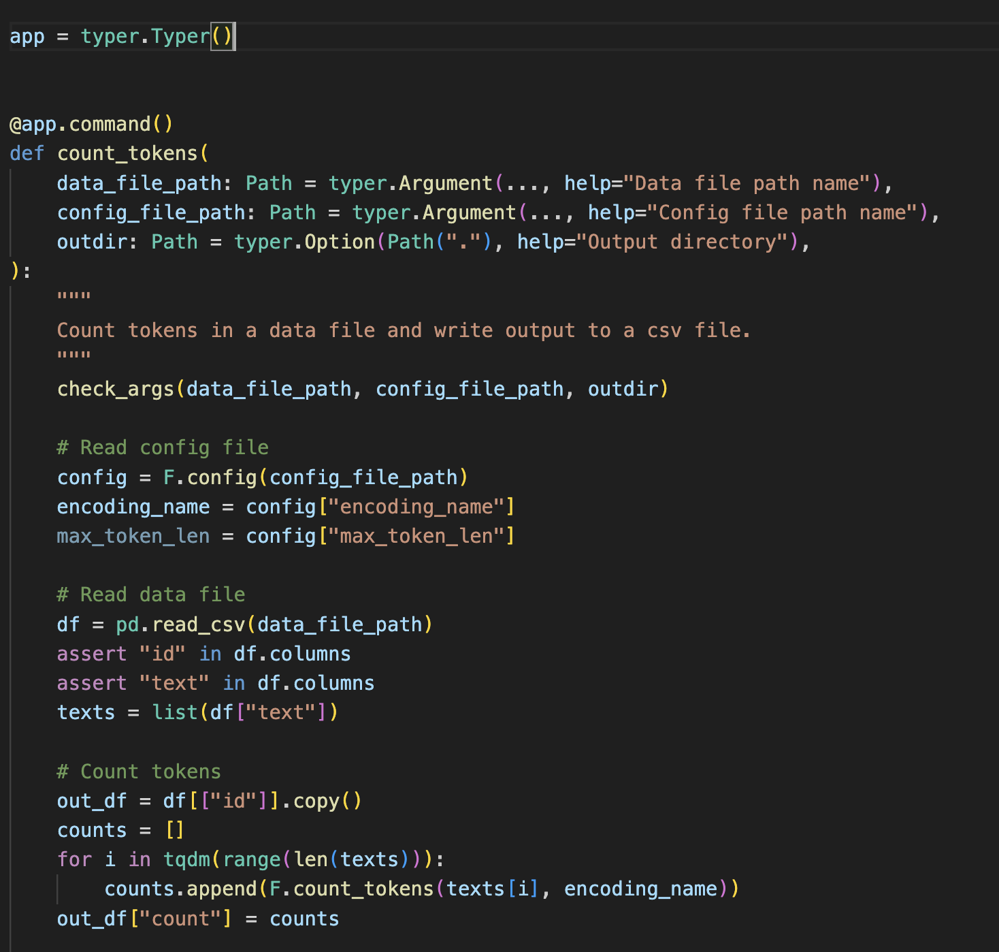 app = typer.Typer()
@app.command()
def count_tokens(
    data_file_path: Path = typer.Argument(..., help="Data file path name"),
    config_file_path: Path = typer.Argument(..., help="Config file path name"),
    outdir: Path = typer.Option(Path("."), help="Output directory"),
):
    """
    Count tokens in a data file and write output to a csv file.
    """
    check_args(data_file_path, config_file_path, outdir)
    # Read config file
    config = F.config(config_file_path)
    encoding_name = config["encoding_name"]
    max_token_len = config["max_token_len"]
    # Read data file
    df = pd.read_csv(data_file_path)
    assert "id" in df.columns
    assert "text" in df.columns
    texts = list(df["text"])
    # Count tokens
    out_df = df[["id"]].copy()
    counts = []
    for i in tqdm(range(len(texts))):
        counts.append(F.count_tokens(texts[i], encoding_name))
    out_df["count"] = counts